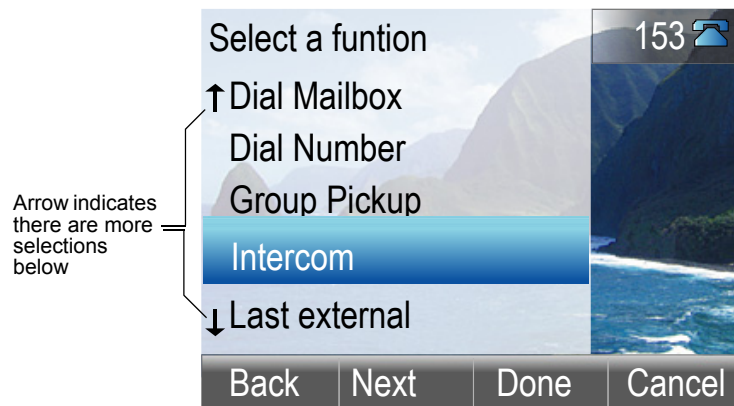 Select a funtion
153
Dial Mailbox
Dial Number
Group Pickup
Intercom
Last external
Back Next Done Cancel
Arrow indicates
there are more
selections
below